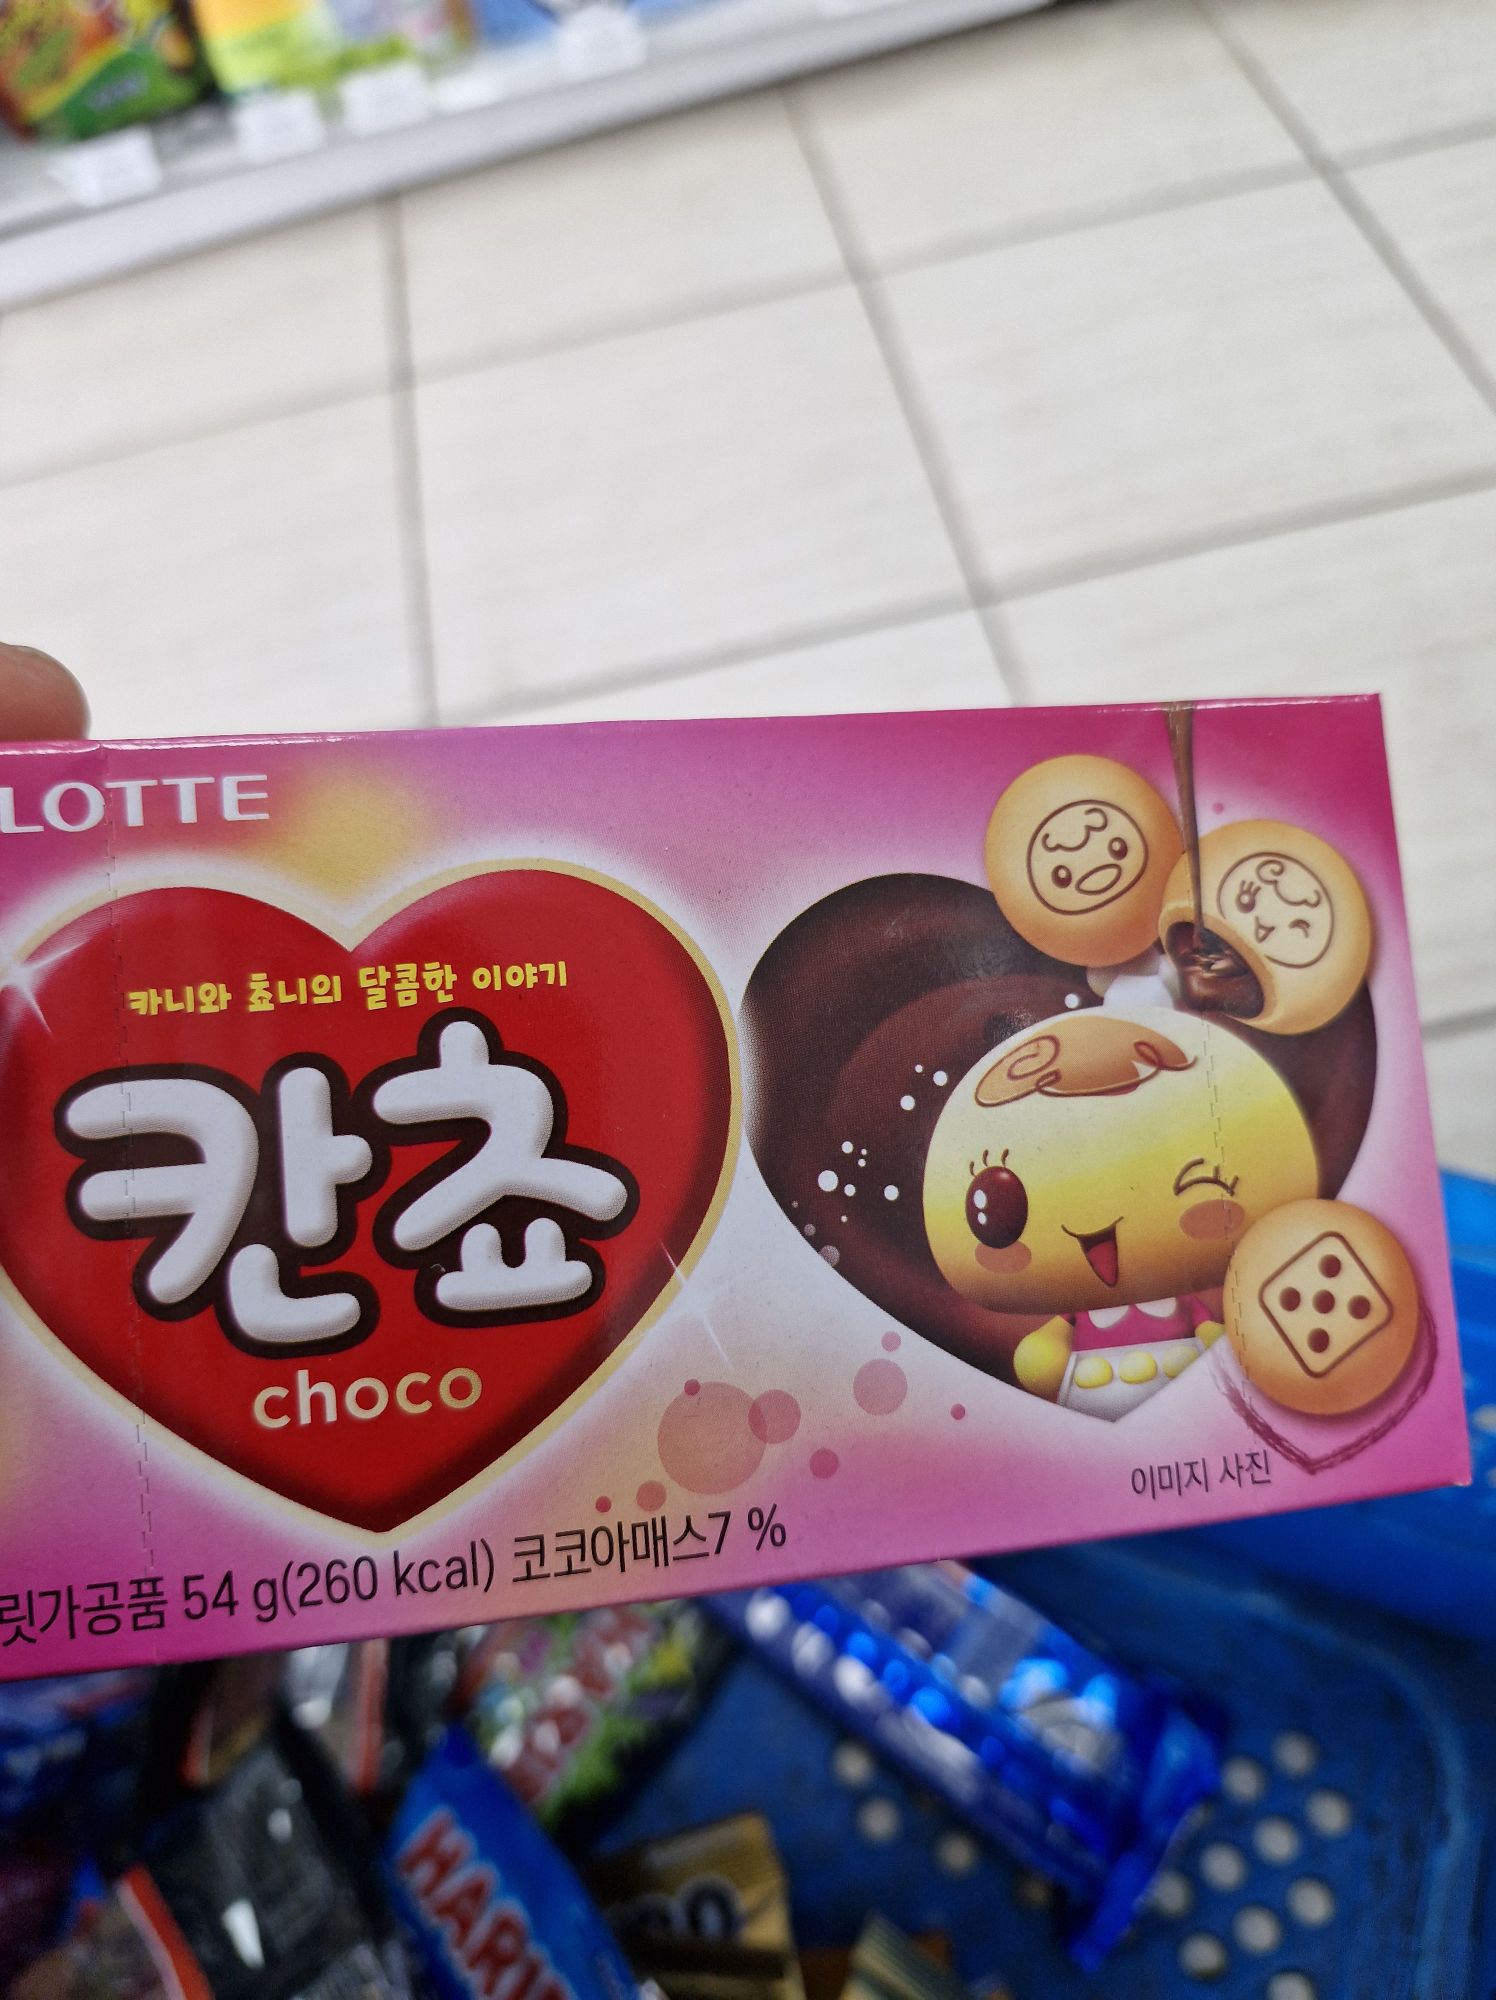 LOTTE
카니와 쵸니의 달콤한 이야기
칸쵸
choco
릿가공품 54 g(260 kcal) 코코아매스7 %
이미지 사진
HARI